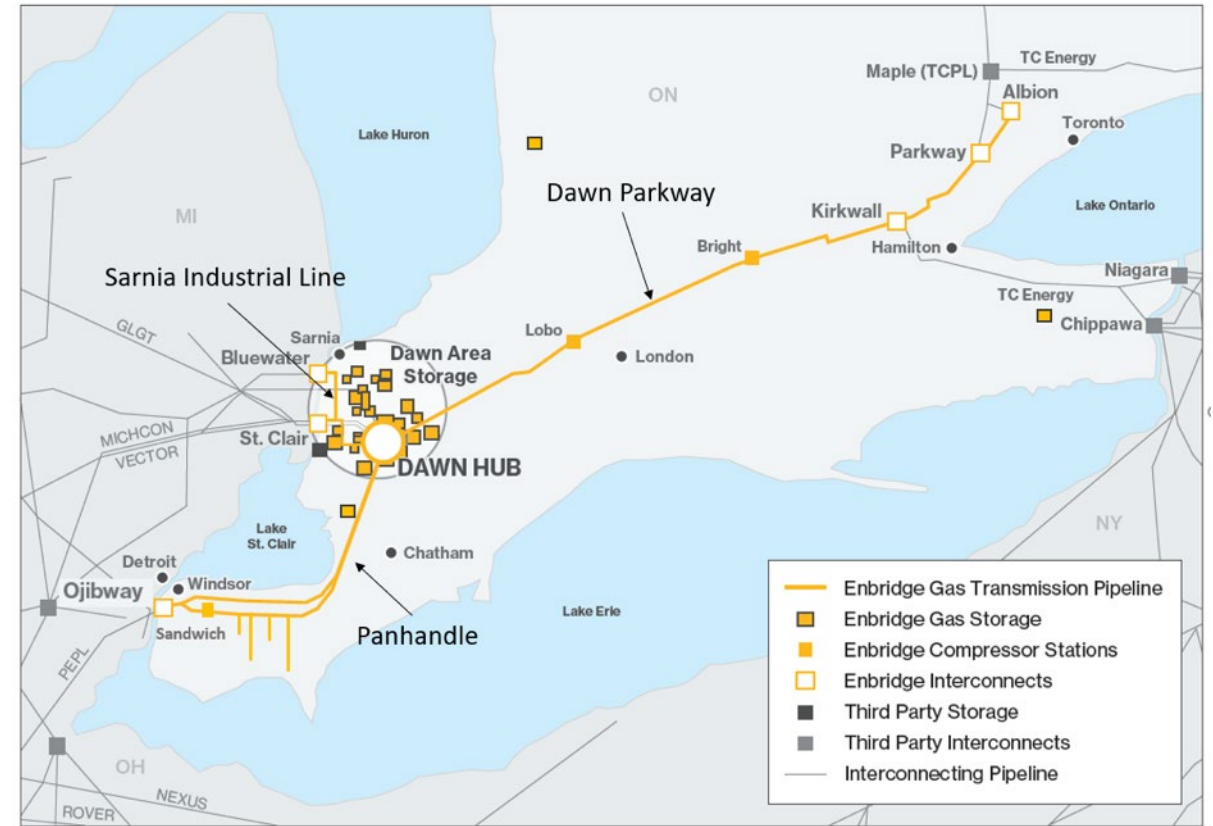 TC Energy
Maple (TCPL)
Albion
ON
Toronto
Lake Huron
Parkway
Dawn Parkway
Kirkwall
Lake Ontario
MI
Bright
Hamilton
Sarnia Industrial Line
Niagara
TC Energy
Chippawa
GLGT
Sarnia
Lobo
Bluewater
Dawn Area
Storage
London
MICHCON
St. Clair
VECTOR
DAWN HUB
Lake
St. Clair
NY
Chatham
Detroit
Windsor
Ojibway
Lake Erie
Sandwich
Panhandle
PEPL
OH
NEXUS
ROVER
Enbridge Gas Transmission Pipeline
Enbridge Gas Storage
Enbridge Compressor Stations
Enbridge Interconnects
Third Party Storage
Third Party Interconnects
Interconnecting Pipeline